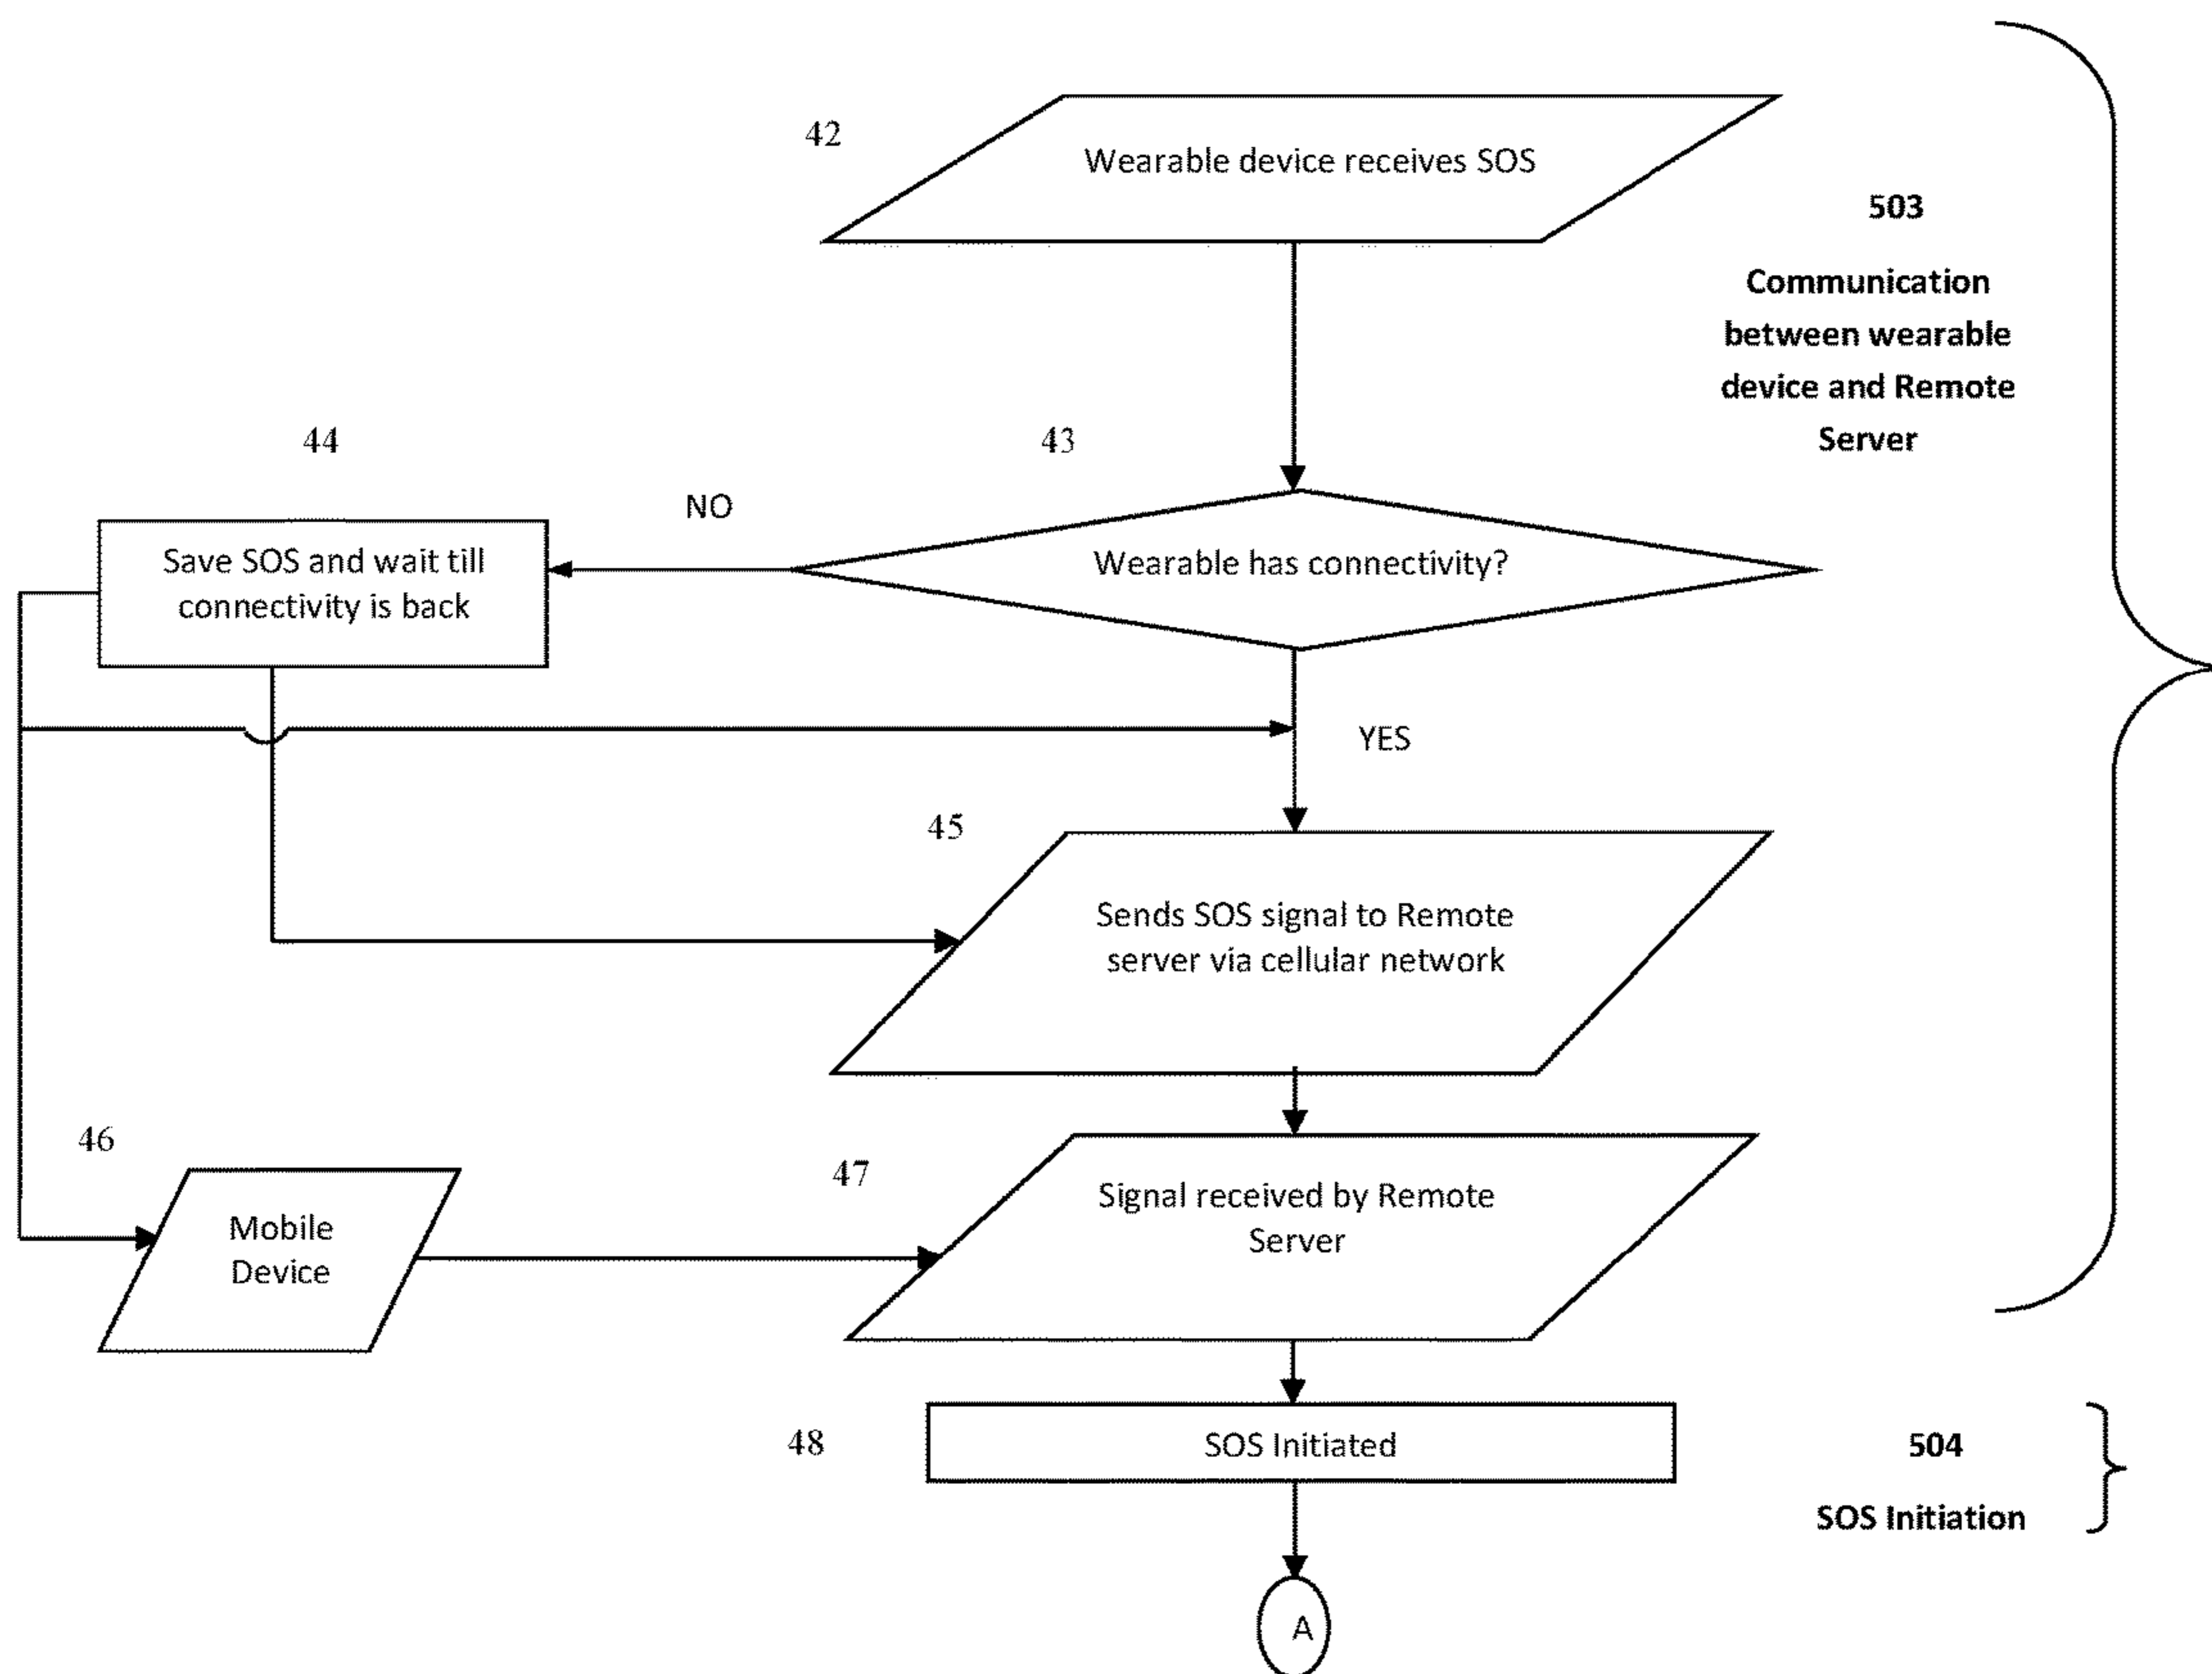 42
Wearable device receives SOS
503
Communication
between wearable
device and Remote
Server
44
43
NO
Save SOS and wait till
connectivity is back
Wearable has connectivity?
YES
45
Sends SOS signal to Remote
server via cellular network
46
Mobile
Device
47
Signal received by Remote
Server
48
SOS Initiated
504
SOS Initiation
A